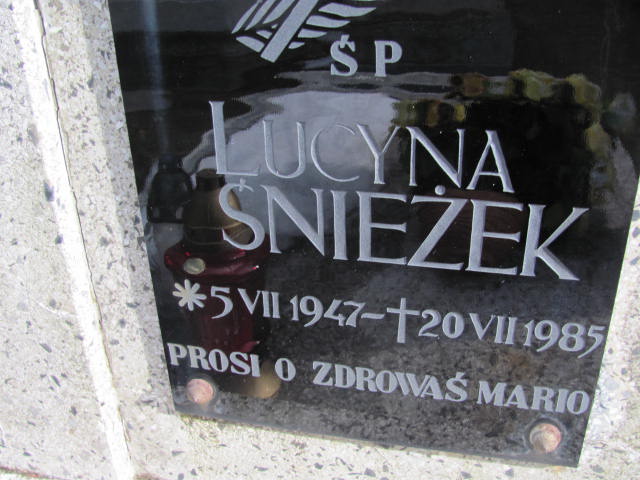 ŚP
LUCYNA
ŚNIEŻEK
* 5 VII 1947 - † 20 VII 1985
PROSI O ZDROWAŚ MARIO